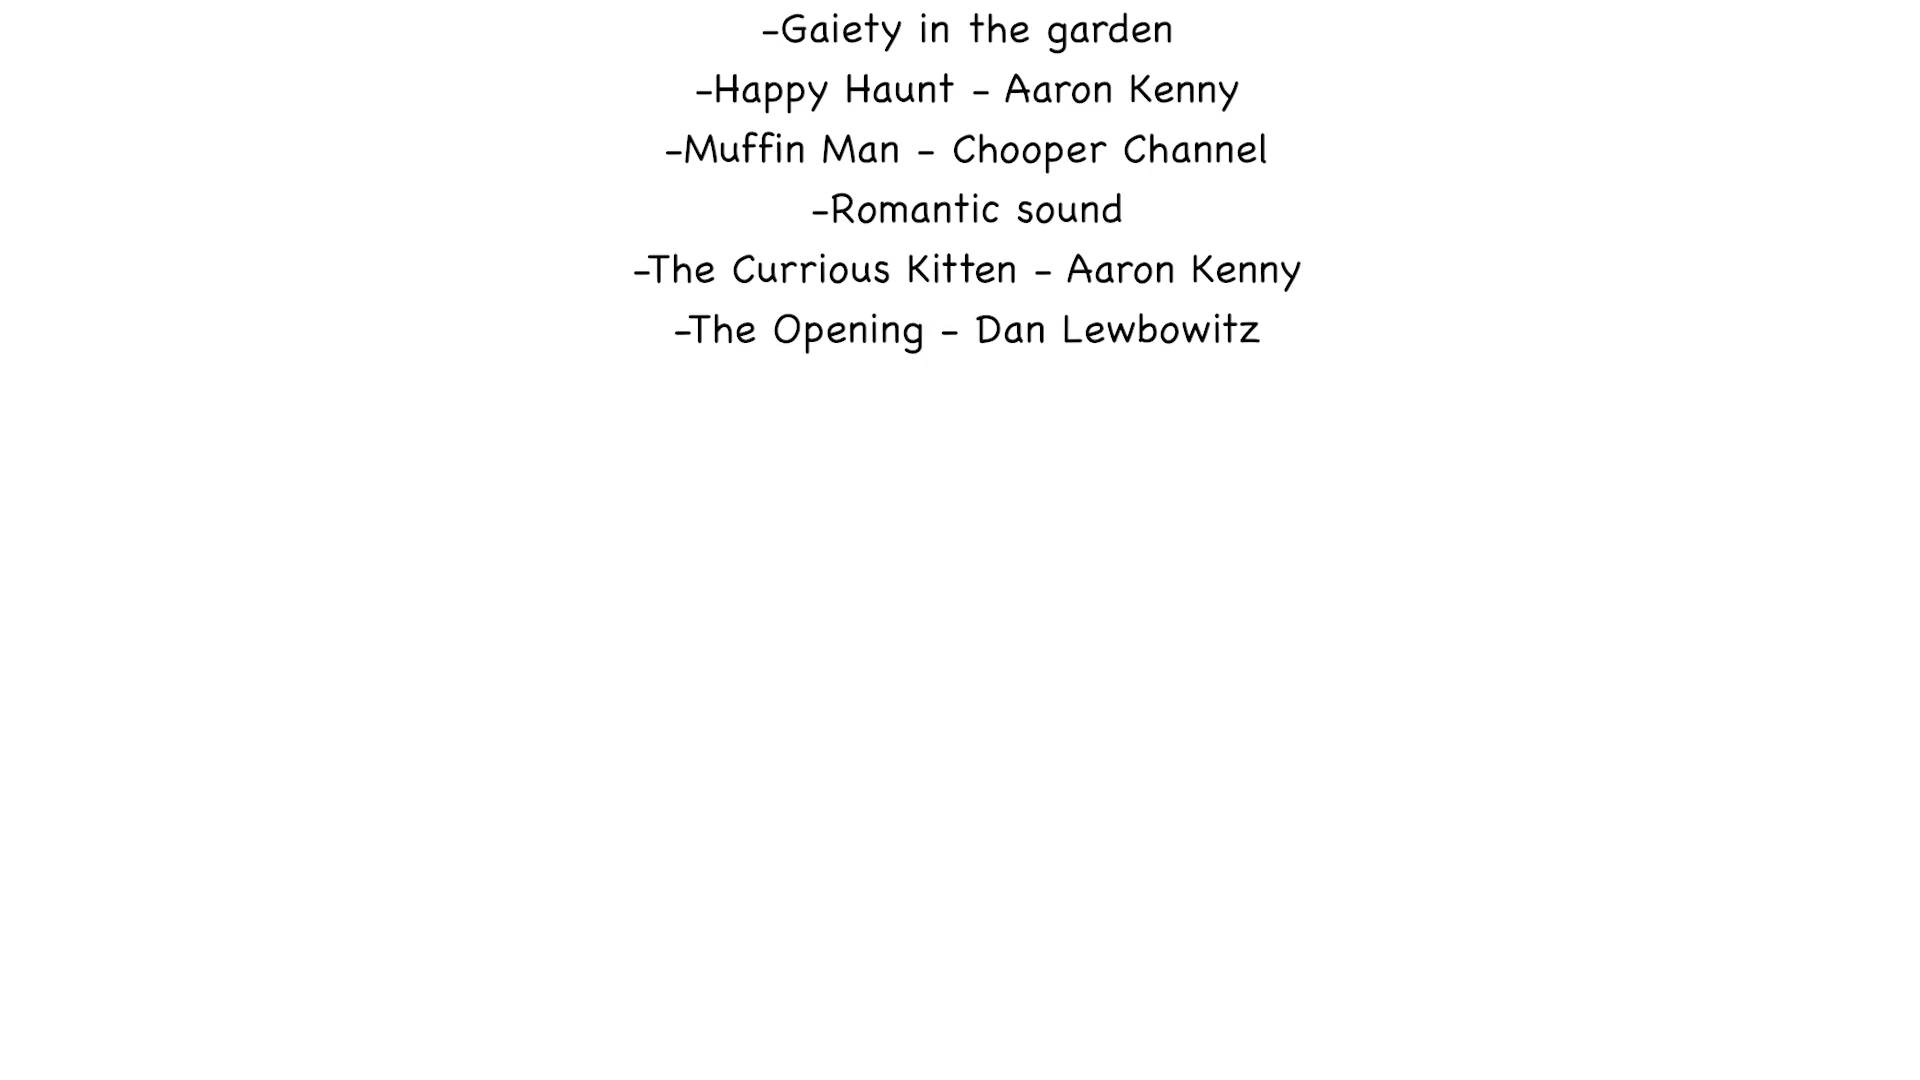 -Gaiety in the garden
-Happy Haunt - Aaron Kenny
-Muffin Man - Chooper Channel
-Romantic sound
-The Currious Kitten - Aaron Kenny
-The Opening - Dan Lewbowitz